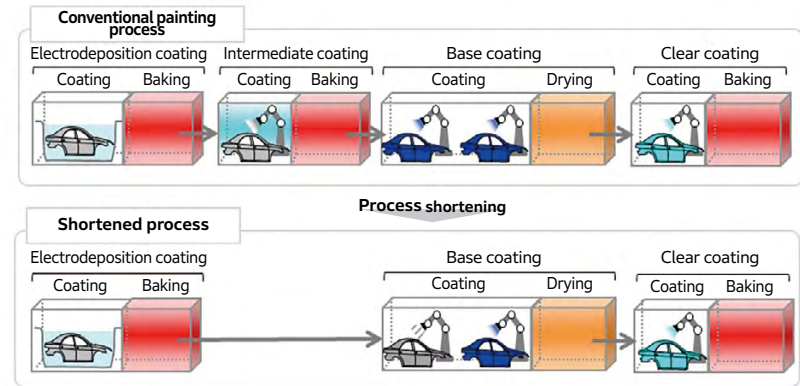 Conventional painting
process
Electrodeposition coating Intermediate coating Base coating Clear coating
Coating Baking Coating Baking Coating Drying Coating Baking
Process shortening
Shortened process
Electrodeposition coating Base coating Clear coating
Coating Baking Coating Drying Coating Baking